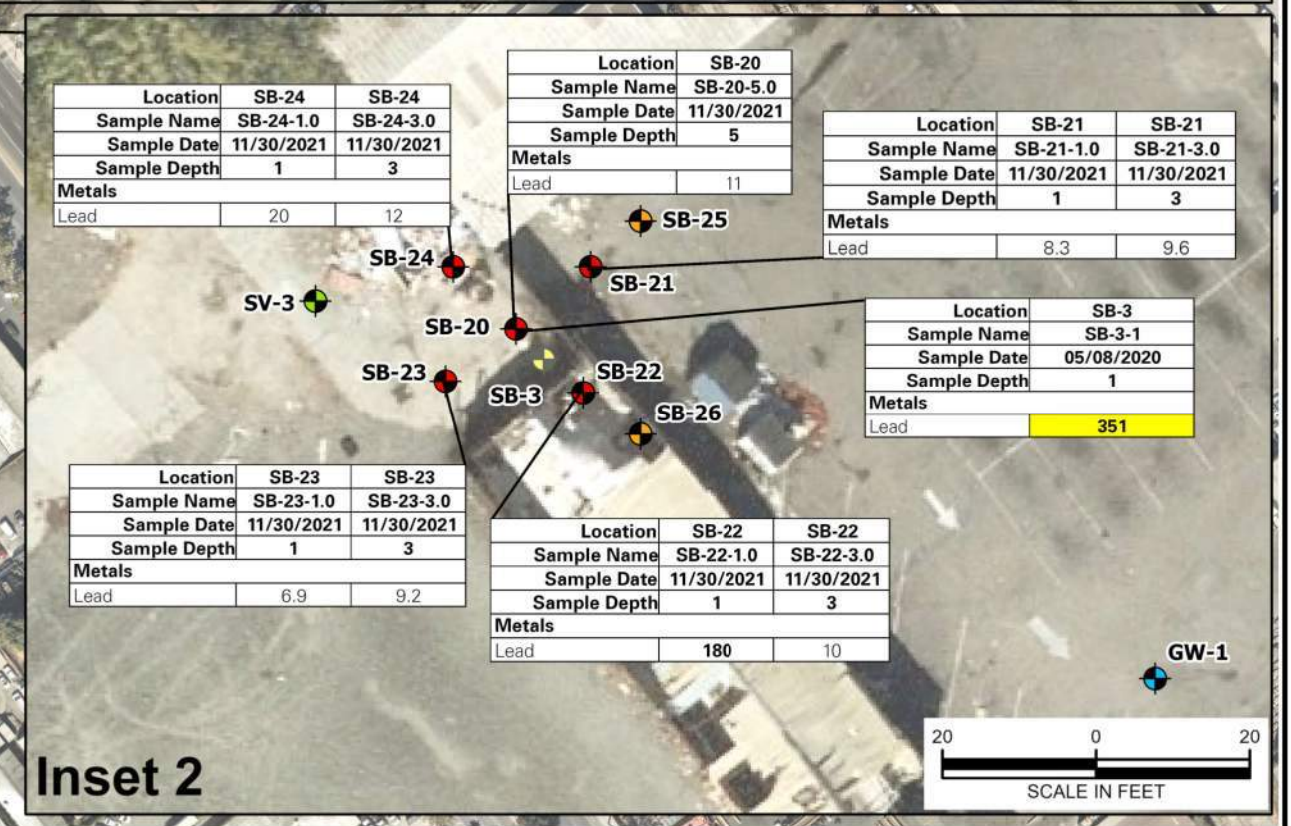 Location SB-20
Sample Name SB-20-5.0
Sample Date 11/30/2021
Sample Depth 5
Metals
Lead 11
Location SB-24 SB-24
Sample Name SB-24-1.0 SB-24-3.0
Sample Date 11/30/2021 11/30/2021
Sample Depth 1 3
Metals
Lead 20 12
Location SB-21 SB-21
Sample Name SB-21-1.0 SB-21-3.0
Sample Date 11/30/2021 11/30/2021
Sample Depth 1 3
Metals
Lead 8.3 9.6
SB-25
SB-24
SB-21
SV-3
SB-20
Location SB-3
Sample Name SB-3-1
Sample Date 05/08/2020
Sample Depth 1
Metals
Lead 351
SB-23
SB-22
SB-3
SB-26
Location SB-23 SB-23
Sample Name SB-23-1.0 SB-23-3.0
Sample Date 11/30/2021 11/30/2021
Sample Depth 1 3
Metals
Lead 6.9 9.2
Location SB-22 SB-22
Sample Name SB-22-1.0 SB-22-3.0
Sample Date 11/30/2021 11/30/2021
Sample Depth 1 3
Metals
Lead 180 10
GW-1
Inset 2
20 0 20
SCALE IN FEET